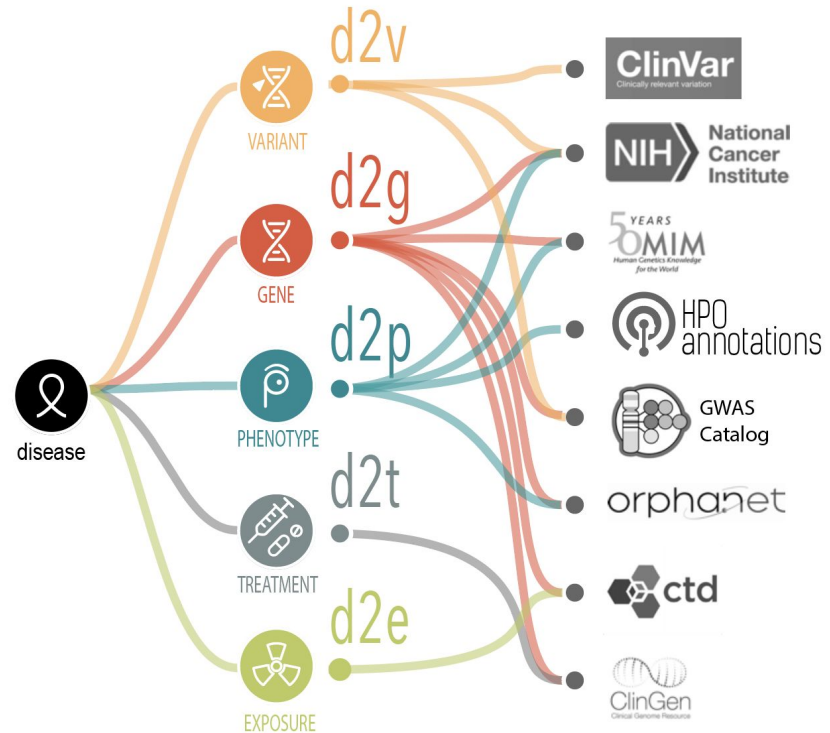 d2v
VARIANT
d2g
GENE
d2p
PHENOTYPE
disease
d2t
TREATMENT
d2e
EXPOSURE
ClinVar
Clinically relevant variation
NIH
National
Cancer
Institute
50 YEARS
OMIM
Human Genetics Knowledge
for the World
HPO
annotations
GWAS
Catalog
orphanet
ctd
ClinGen
Clinical Genome Resource